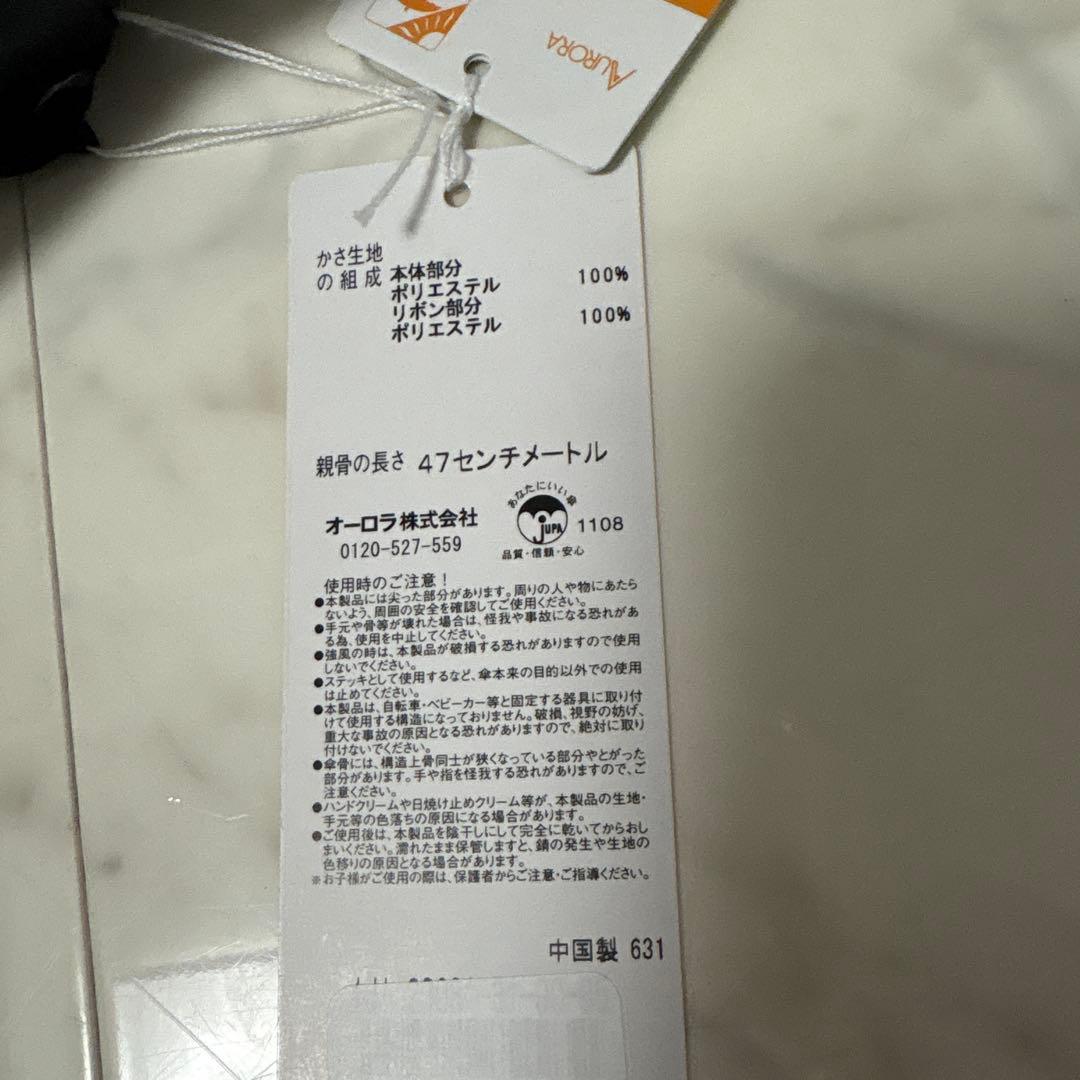 AURORA
かさ生地
の組成 本体部分
ポリエステル 100%
リボン部分
ポリエステル 100%
親骨の長さ 47センチメートル
あなたにいい傘
オーロラ株式会社 JUPA 1108
0120-527-559 品質・信頼・安心
使用時のご注意!
●本製品には尖った部分があります。周りの人や物にあたら
ないよう、周囲の安全を確認してご使用ください。
●手元や骨等が壊れた場合は、怪我や事故になる恐れがあ
る為、使用を中止してください。
●強風の時は、本製品が破損する恐れがありますので使用
しないでください。
●ステッキとして使用するなど、傘本来の目的以外での使用
は止めてください。
●本製品は、自転車・ベビーカー等と固定する器具に取り付
けて使用する構造になっておりません。破損、視野の妨げ、
重大な事故の原因となる恐れがありますので、絶対に取り
付けないでください。
●傘骨には、構造上骨同士が狭くなっている部分やとがった
部分があります。手や指を怪我する恐れがありますので、ご
注意ください。
●ハンドクリームや日焼け止めクリーム等が、本製品の生地・
手元等の色落ちの原因になる場合があります。
●ご使用後は、本製品を陰干しにして完全に乾いてからおし
まいください。濡れたまま保管しますと、錆の発生や生地の
色移りの原因となる場合があります。
※お子様がご使用の際は、保護者からご注意・ご指導ください。
中国製 631